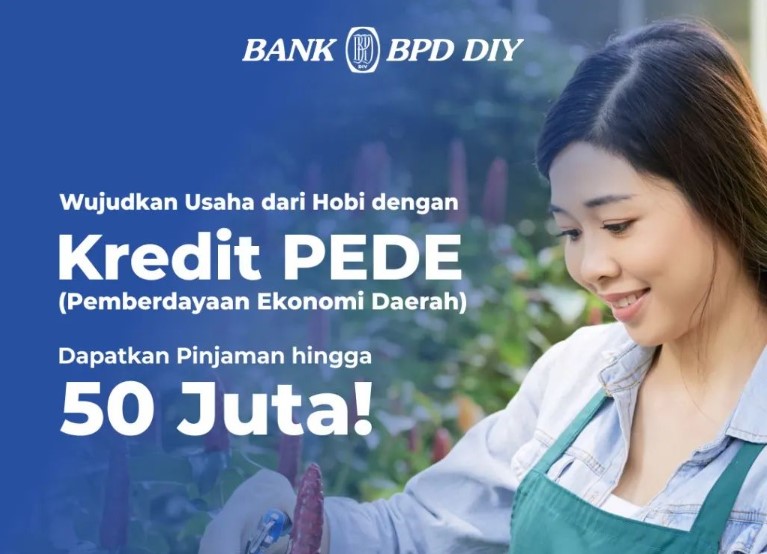 BANK BPD DIY
Wujudkan Usaha dari Hobi dengan
Kredit PEDE
(Pemberdayaan Ekonomi Daerah)
Dapatkan Pinjaman hingga
50 Juta!